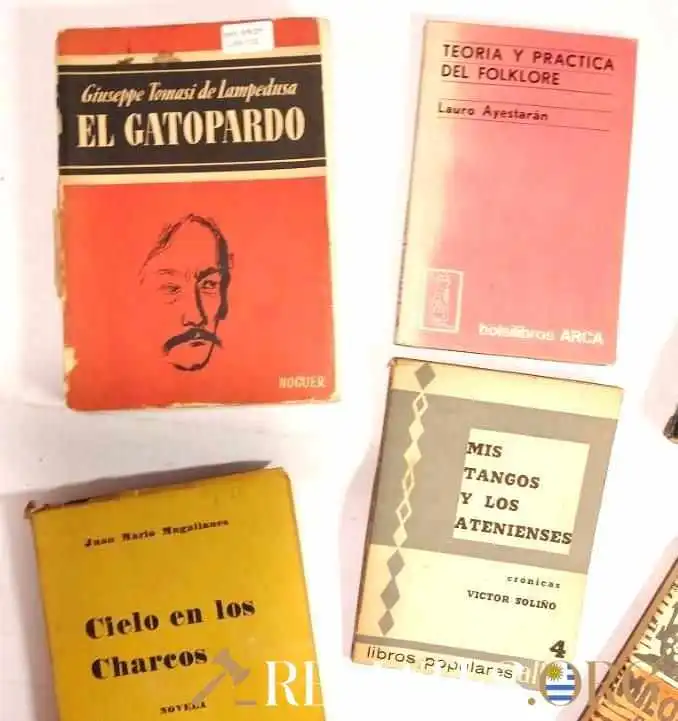 Giuseppe Tomasi di Lampedusa
EL GATOPARDO
NOGUER
TEORIA Y PRACTICA
DEL FOLKLORE
Lauro Ayestarán
bolsilibros ARCA
MIS
TANGOS
Y LOS
ATENIENSES
crónicas
VICTOR SOLIÑO
4
libros populares
Juan Mario Magallanes
Cielo en los
Charcos
NOVELA